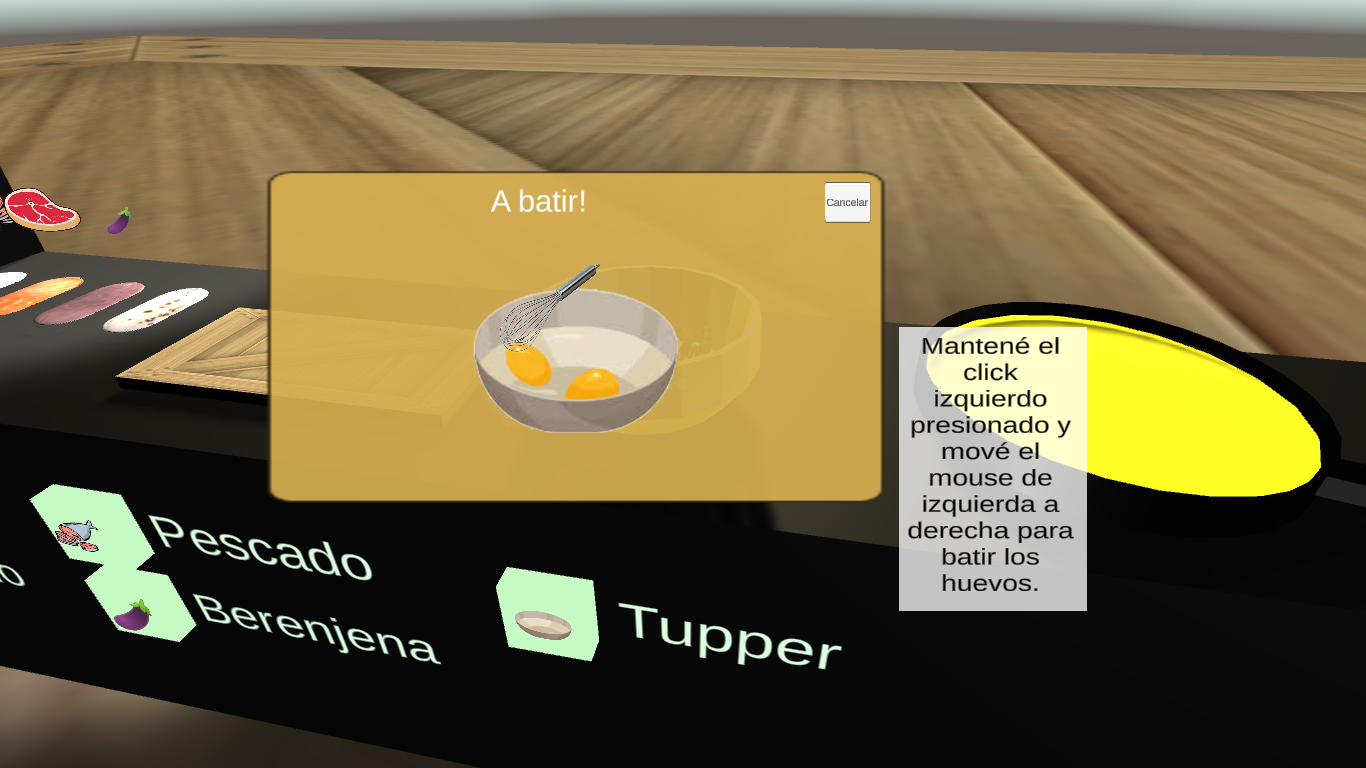 A batir!
Cancelar
Mantené el
click
izquierdo
presionado y
mové el
mouse de
izquierda a
derecha para
batir los
huevos.
Pescado
Berenjena
Tupper